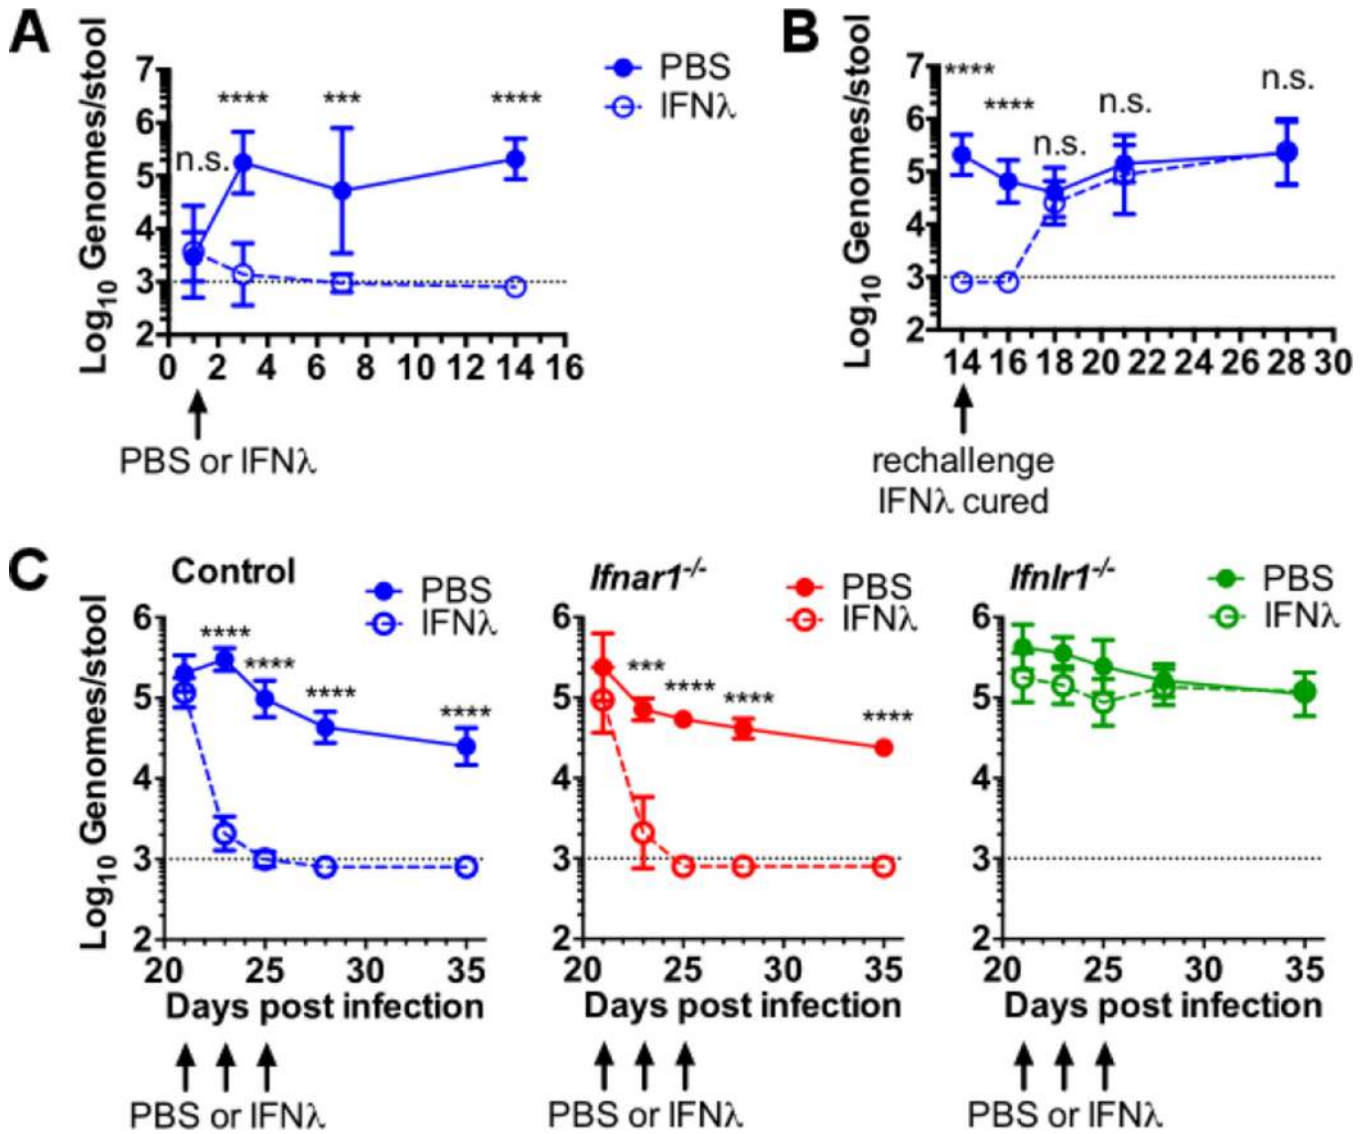 A
Log10 Genomes/stool
7
6
5
4
3
2
n.s.
****
***
****
PBS
IFNλ
0 2 4 6 8 10 12 14 16
PBS or IFNλ
B
Log10 Genomes/stool
7
6
5
4
3
2
****
****
n.s.
n.s.
n.s.
14 16 18 20 22 24 26 28 30
rechallenge
IFNλ cured
C
Control
PBS
IFNλ
Log10 Genomes/stool
6
5
4
3
2
****
****
****
****
20 25 30 35
Days post infection
PBS or IFNλ
Ifnar1-/-
PBS
IFNλ
6
5
4
3
2
***
****
****
****
20 25 30 35
Days post infection
PBS or IFNλ
Ifnlr1-/-
PBS
IFNλ
6
5
4
3
2
20 25 30 35
Days post infection
PBS or IFNλ